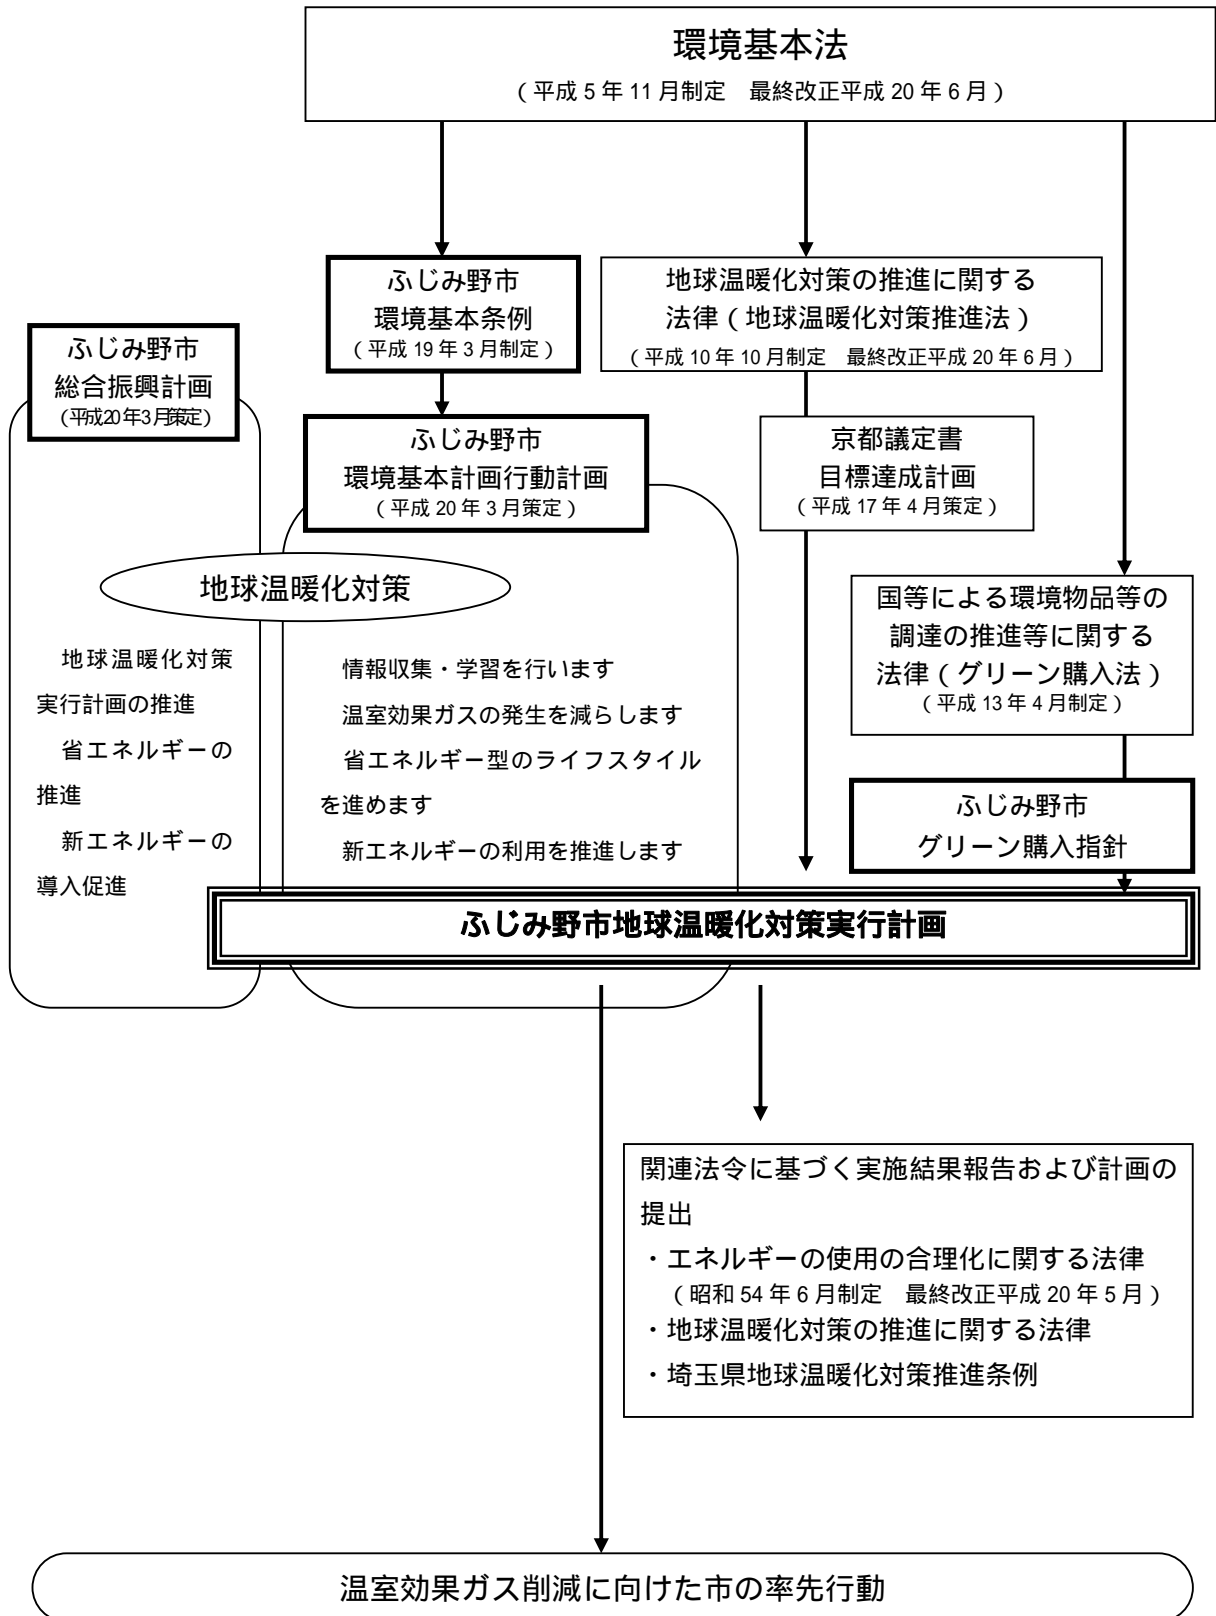 環境基本法
（平成 5 年 11 月制定　最終改正平成 20 年 6 月）
ふじみ野市
環境基本条例
（平成 19 年 3 月制定）
地球温暖化対策の推進に関する
法律（地球温暖化対策推進法）
（平成 10 年 10 月制定　最終改正平成 20 年 6 月）
ふじみ野市
総合振興計画
（平成20年3月策定）
ふじみ野市
環境基本計画行動計画
（平成 20 年 3 月策定）
京都議定書
目標達成計画
（平成 17 年 4 月策定）
地球温暖化対策
国等による環境物品等の
調達の推進等に関する
法律（グリーン購入法）
（平成 13 年 4 月制定）
地球温暖化対策
実行計画の推進
省エネルギーの
推進
新エネルギーの
導入促進
情報収集・学習を行います
温室効果ガスの発生を減らします
省エネルギー型のライフスタイル
を進めます
新エネルギーの利用を推進します
ふじみ野市
グリーン購入指針
ふじみ野市地球温暖化対策実行計画
関連法令に基づく実施結果報告および計画の
提出
・エネルギーの使用の合理化に関する法律
（昭和 54 年 6 月制定　最終改正平成 20 年 5 月）
・地球温暖化対策の推進に関する法律
・埼玉県地球温暖化対策推進条例
温室効果ガス削減に向けた市の率先行動